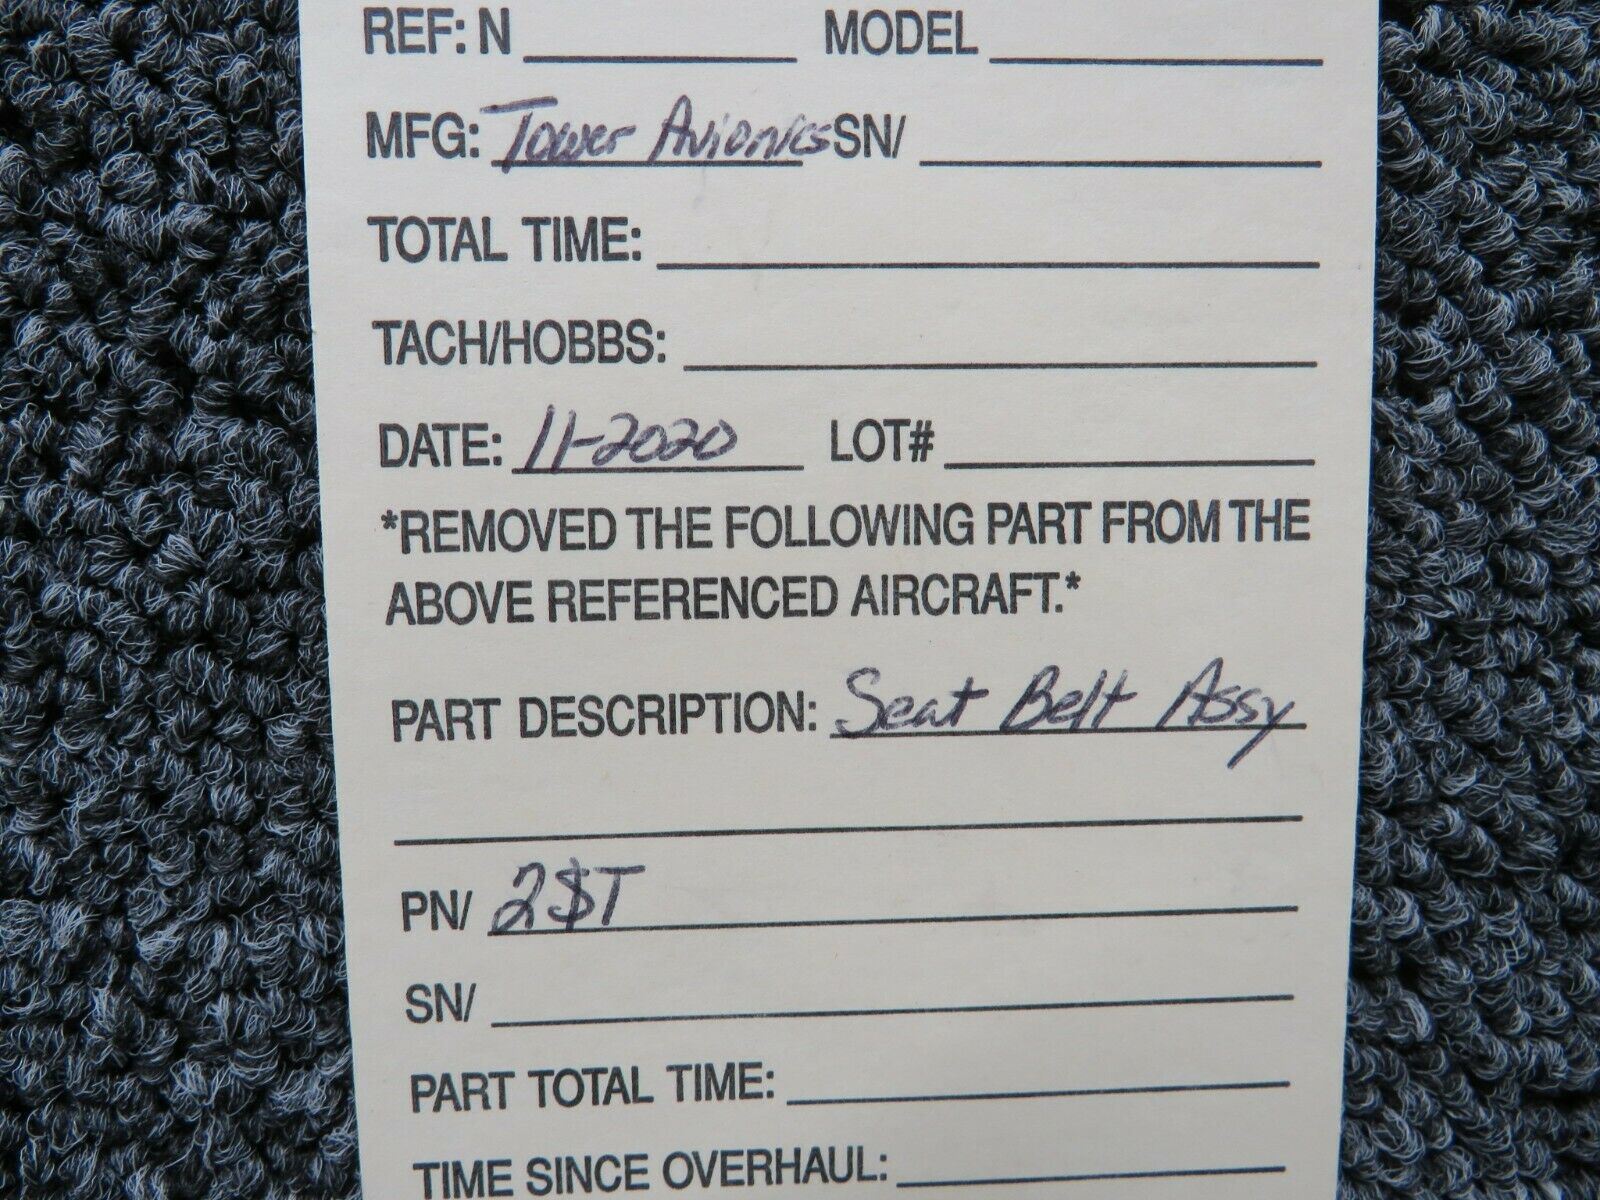 REF: N MODEL
MFG: Tower Avionics SN/
TOTAL TIME:
TACH/HOBBS:
DATE: 11-2020 LOT#
*REMOVED THE FOLLOWING PART FROM THE
ABOVE REFERENCED AIRCRAFT.*
PART DESCRIPTION: Seat Belt Assy
PN/ 2$T
SN/
PART TOTAL TIME:
TIME SINCE OVERHAUL: